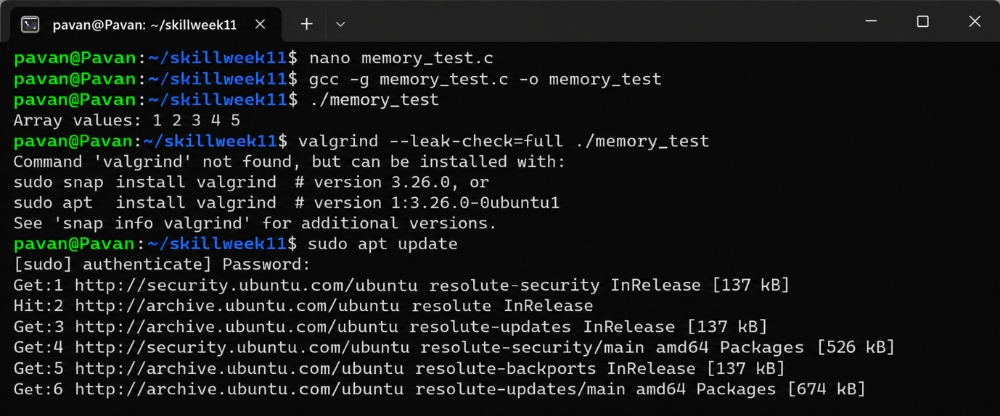 pavan@Pavan: ~/skillweek11
pavan@Pavan:~/skillweek11$ nano memory_test.c
pavan@Pavan:~/skillweek11$ gcc -g memory_test.c -o memory_test
pavan@Pavan:~/skillweek11$ ./memory_test
Array values: 1 2 3 4 5
pavan@Pavan:~/skillweek11$ valgrind --leak-check=full ./memory_test
Command 'valgrind' not found, but can be installed with:
sudo snap install valgrind  # version 3.26.0, or
sudo apt  install valgrind  # version 1:3.26.0-0ubuntu1
See 'snap info valgrind' for additional versions.
pavan@Pavan:~/skillweek11$ sudo apt update
[sudo] authenticate] Password:
Get:1 http://security.ubuntu.com/ubuntu resolute-security InRelease [137 kB]
Hit:2 http://archive.ubuntu.com/ubuntu resolute InRelease
Get:3 http://archive.ubuntu.com/ubuntu resolute-updates InRelease [137 kB]
Get:4 http://security.ubuntu.com/ubuntu resolute-security/main amd64 Packages [526 kB]
Get:5 http://archive.ubuntu.com/ubuntu resolute-backports InRelease [137 kB]
Get:6 http://archive.ubuntu.com/ubuntu resolute-updates/main amd64 Packages [674 kB]